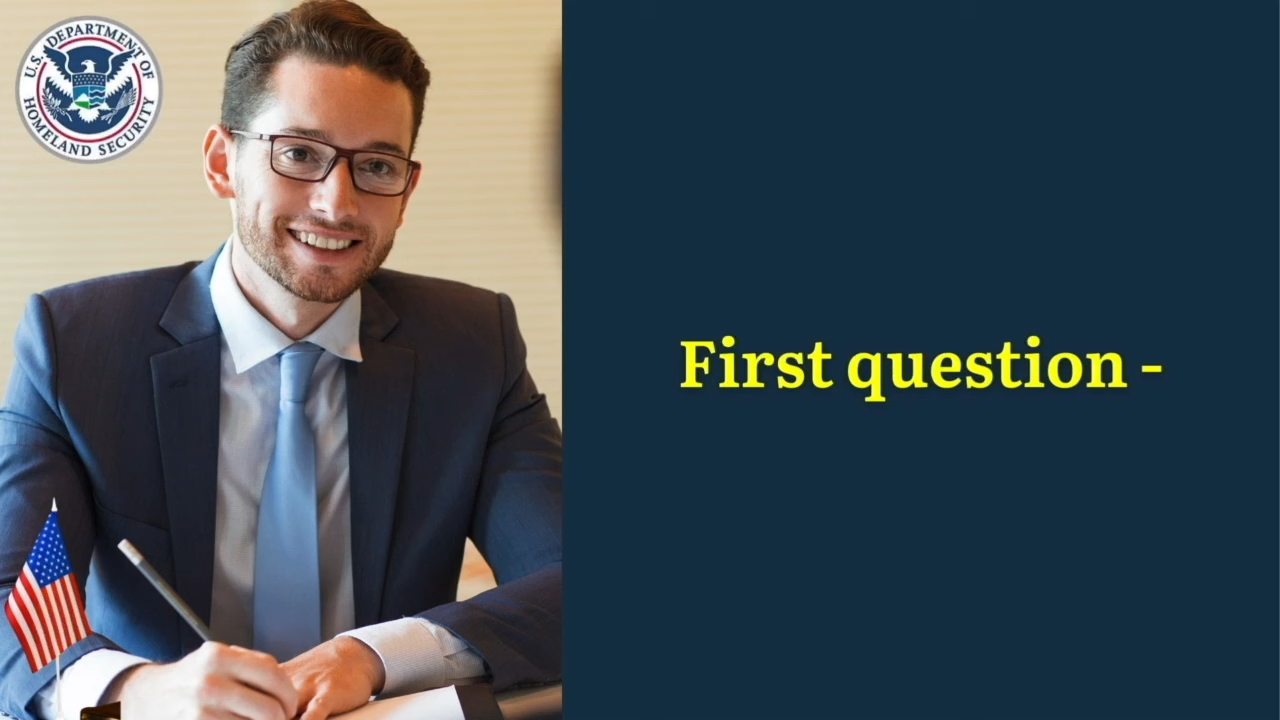 U.S. DEPARTMENT OF
HOMELAND SECURITY
First question -